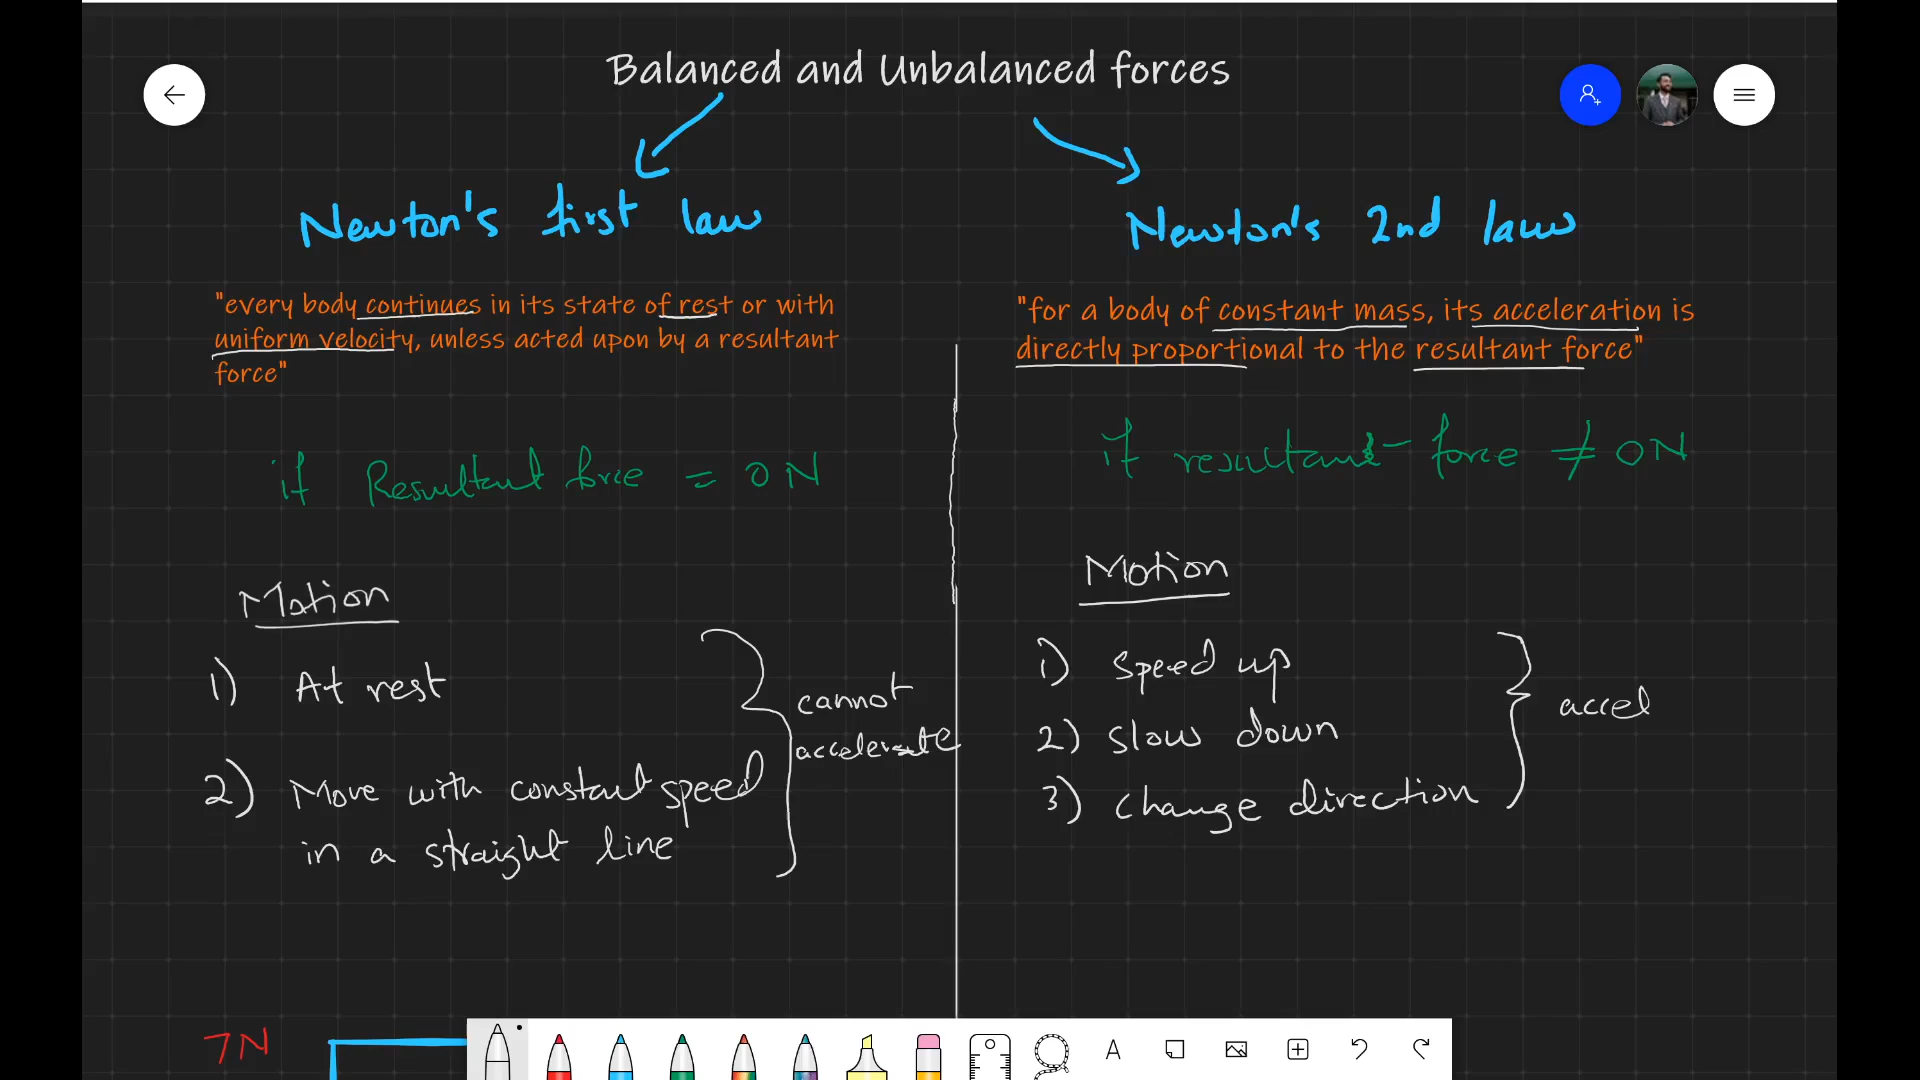 Balanced and Unbalanced forces
Newton's first law
"every body continues in its state of rest or with
uniform velocity, unless acted upon by a resultant
force"
if Resultant force = 0 N
Motion
1) At rest
2) Move with constant speed
in a straight line
cannot
accelerate
7N
Newton's 2nd law
"for a body of constant mass, its acceleration is
directly proportional to the resultant force"
if resultant force ≠ 0 N
Motion
1) speed up
2) slow down
3) change direction
accel
A